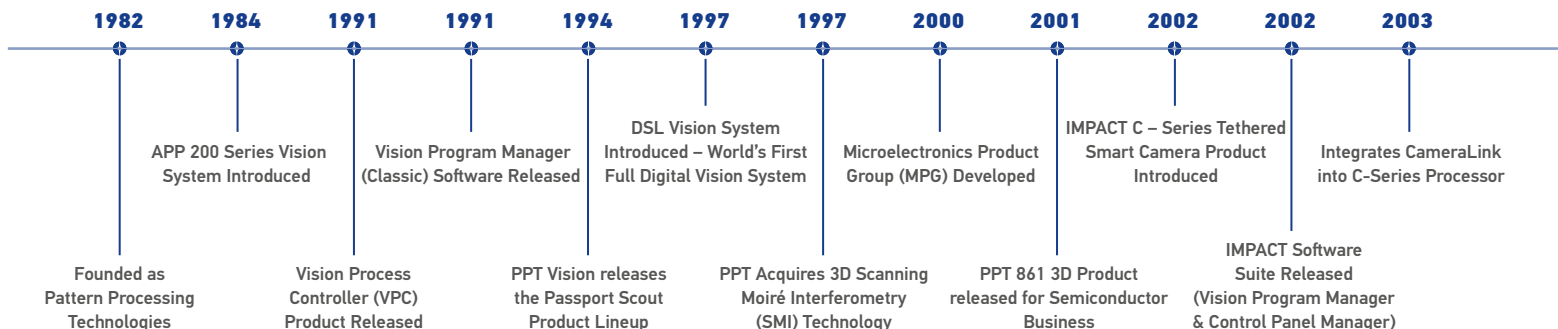 1982
1984
1991
1991
1994
1997
1997
2000
2001
2002
2002
2003
Founded as
Pattern Processing
Technologies
APP 200 Series Vision
System Introduced
Vision Process
Controller (VPC)
Product Released
Vision Program Manager
(Classic) Software Released
PPT Vision releases
the Passport Scout
Product Lineup
DSL Vision System
Introduced – World's First
Full Digital Vision System
PPT Acquires 3D Scanning
Moiré Interferometry
(SMI) Technology
Microelectronics Product
Group (MPG) Developed
PPT 861 3D Product
released for Semiconductor
Business
IMPACT C – Series Tethered
Smart Camera Product
Introduced
IMPACT Software
Suite Released
(Vision Program Manager
& Control Panel Manager)
Integrates CameraLink
into C-Series Processor